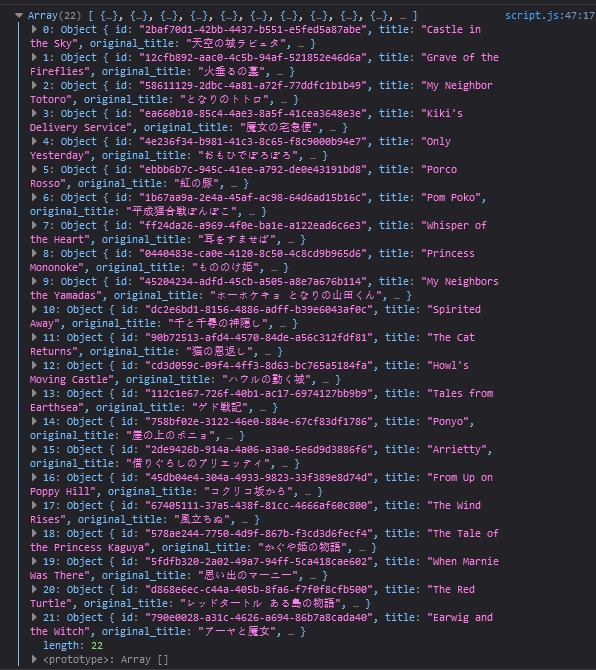 Array(22) [ {…}, {…}, {…}, {…}, {…}, {…}, {…}, {…}, {…}, {…}, … ] script.js:47:17
0: Object { id: "2baf70d1-42bb-4437-b551-e5fed5a87abe", title: "Castle in
the Sky", original_title: "天空の城ラピュタ", … }
1: Object { id: "12cfb892-aac0-4c5b-94af-521852e46d6a", title: "Grave of the
Fireflies", original_title: "火垂るの墓", … }
2: Object { id: "58611129-2dbc-4a81-a72f-77ddfc1b1b49", title: "My Neighbor
Totoro", original_title: "となりのトトロ", … }
3: Object { id: "ea660b10-85c4-4ae3-8a5f-41cea3648e3e", title: "Kiki's
Delivery Service", original_title: "魔女の宅急便", … }
4: Object { id: "4e236f34-b981-41c3-8c65-f8c9000b94e7", title: "Only
Yesterday", original_title: "おもひでぽろぽろ", … }
5: Object { id: "ebbb6b7c-945c-41ee-a792-de0e43191bd8", title: "Porco
Rosso", original_title: "紅の豚", … }
6: Object { id: "1b67aa9a-2e4a-45af-ac98-64d6ad15b16c", title: "Pom Poko",
original_title: "平成狸合戦ぽんぽこ", … }
7: Object { id: "ff24da26-a969-4f0e-ba1e-a122ead6c6e3", title: "Whisper of
the Heart", original_title: "耳をすませば", … }
8: Object { id: "0440483e-ca0e-4120-8c50-4c8cd9b965d6", title: "Princess
Mononoke", original_title: "もののけ姫", … }
9: Object { id: "45204234-adfd-45cb-a505-a8e7a676b114", title: "My Neighbors
the Yamadas", original_title: "ホーホケキョ となりの山田くん", … }
10: Object { id: "dc2e6bd1-8156-4886-adff-b39e6043af0c", title: "Spirited
Away", original_title: "千と千尋の神隠し", … }
11: Object { id: "90b72513-afd4-4570-84de-a56c312fdf81", title: "The Cat
Returns", original_title: "猫の恩返し", … }
12: Object { id: "cd3d059c-09f4-4ff3-8d63-bc765a5184fa", title: "Howl's
Moving Castle", original_title: "ハウルの動く城", … }
13: Object { id: "112c1e67-726f-40b1-ac17-6974127bb9b9", title: "Tales from
Earthsea", original_title: "ゲド戦記", … }
14: Object { id: "758bf02e-3122-46e0-884e-67cf83df1786", title: "Ponyo",
original_title: "崖の上のポニョ", … }
15: Object { id: "2de9426b-914a-4a06-a3a0-5e6d9d3886f6", title: "Arrietty",
original_title: "借りぐらしのアリエッティ", … }
16: Object { id: "45db04e4-304a-4933-9823-33f389e8d74d", title: "From Up on
Poppy Hill", original_title: "コクリコ坂から", … }
17: Object { id: "67405111-37a5-438f-81cc-4666af60c800", title: "The Wind
Rises", original_title: "風立ちぬ", … }
18: Object { id: "578ae244-7750-4d9f-867b-f3cd3d6fecf4", title: "The Tale of
the Princess Kaguya", original_title: "かぐや姫の物語", … }
19: Object { id: "5fdfb320-2a02-49a7-94ff-5ca418cae602", title: "When Marnie
Was There", original_title: "思い出のマーニー", … }
20: Object { id: "d868e6ec-c44a-405b-8fa6-f7f0f8cfb500", title: "The Red
Turtle", original_title: "レッドタートル ある島の物語", … }
21: Object { id: "790e0028-a31c-4626-a694-86b7a8cada40", title: "Earwig and
the Witch", original_title: "アーヤと魔女", … }
length: 22
<prototype>: Array []